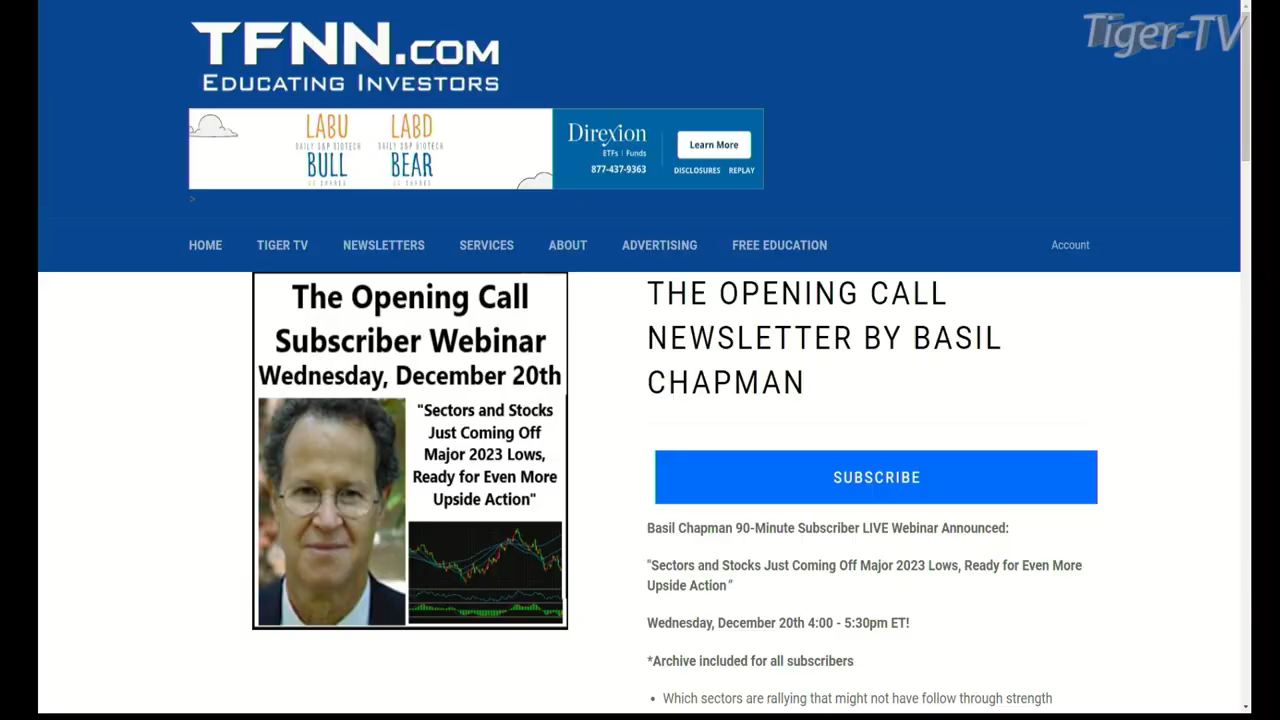 TFNN.COM
Tiger-TV
EDUCATING INVESTORS
LABU
LABD
DAILY S&P BIOTECH
DAILY S&P BIOTECH
BULL
BEAR
Direxion
ETFs | Funds
877-437-9363
Learn More
DISCLOSURES REPLAY
>
HOME
TIGER TV
NEWSLETTERS
SERVICES
ABOUT
ADVERTISING
FREE EDUCATION
Account
The Opening Call
Subscriber Webinar
Wednesday, December 20th
"Sectors and Stocks
Just Coming Off
Major 2023 Lows,
Ready for Even More
Upside Action"
THE OPENING CALL
NEWSLETTER BY BASIL
CHAPMAN
SUBSCRIBE
Basil Chapman 90-Minute Subscriber LIVE Webinar Announced:
"Sectors and Stocks Just Coming Off Major 2023 Lows, Ready for Even More
Upside Action"
Wednesday, December 20th 4:00 - 5:30pm ET!
*Archive included for all subscribers
• Which sectors are rallying that might not have follow through strength